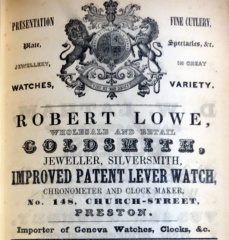 PRESENTATION
Plate,
JEWELLERY,
WATCHES,
FINE CUTLERY,
Spectacles, &c.
IN GREAT
VARIETY.
ROBERT LOWE,
WHOLESALE AND RETAIL
GOLDSMITH,
JEWELLER, SILVERSMITH,
IMPROVED PATENT LEVER WATCH,
CHRONOMETER AND CLOCK MAKER,
No. 148, CHURCH-STREET,
PRESTON.
Importer of Geneva Watches, Clocks, &c.